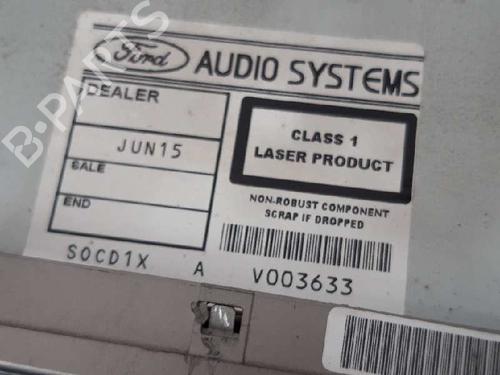 Ford AUDIO SYSTEMS
DEALER
JUN15
SALE
END
CLASS 1
LASER PRODUCT
NON-ROBUST COMPONENT
SCRAP IF DROPPED
SOCD1X A V003633
B-PARTS